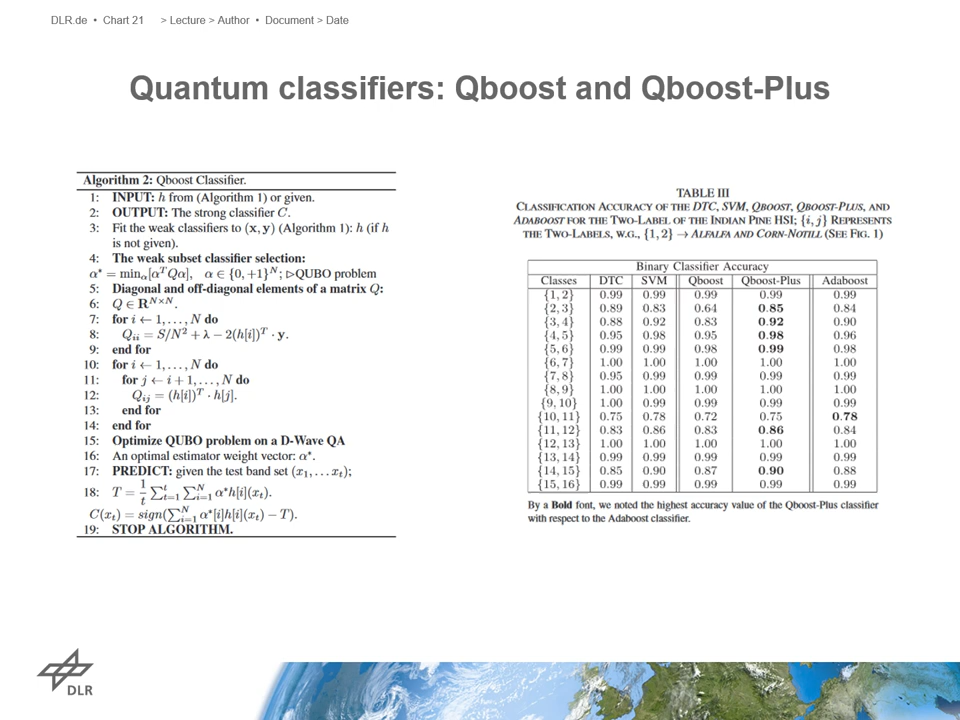 DLR.de • Chart 21 > Lecture > Author • Document > Date
Quantum classifiers: Qboost and Qboost-Plus
Algorithm 2: Qboost Classifier.
1: INPUT: h from (Algorithm 1) or given.
2: OUTPUT: The strong classifier C.
3: Fit the weak classifiers to (x, y) (Algorithm 1): h (if h
is not given).
4: The weak subset classifier selection:
α* = minα[αᵀQα], α ∈ {0, +1}ᴺ; ▷QUBO problem
5: Diagonal and off-diagonal elements of a matrix Q:
6: Q ∈ Rᴺ ˣ ᴺ.
7: for i ← 1, . . . , N do
8: Qii = S/N² + λ − 2(h[i])ᵀ · y.
9: end for
10: for i ← 1, . . . , N do
11: for j ← i + 1, . . . , N do
12: Qij = (h[i])ᵀ · h[j].
13: end for
14: end for
15: Optimize QUBO problem on a D-Wave QA
16: An optimal estimator weight vector: α*.
17: PREDICT: given the test band set (x₁, . . . xt);
18: T = 1/t ∑ᵗt=1 ∑ᴺi=1 α*h[i](xt).
C(xt) = sign(∑ᴺi=1 α*[i]h[i](xt) − T).
19: STOP ALGORITHM.
TABLE III
CLASSIFICATION ACCURACY OF THE DTC, SVM, QBOOST, QBOOST-PLUS, AND
ADABOOST FOR THE TWO-LABEL OF THE INDIAN PINE HSI; {i, j} REPRESENTS
THE TWO-LABELS, W.G., {1, 2} → ALFALFA AND CORN-NOTILL (SEE FIG. 1)
Binary Classifier Accuracy
Classes DTC SVM Qboost Qboost-Plus Adaboost
{1, 2} 0.99 0.99 0.99 0.99 0.99
{2, 3} 0.89 0.83 0.64 0.85 0.84
{3, 4} 0.88 0.92 0.83 0.92 0.90
{4, 5} 0.95 0.98 0.95 0.98 0.96
{5, 6} 0.99 0.99 0.98 0.99 0.98
{6, 7} 1.00 1.00 1.00 1.00 1.00
{7, 8} 0.95 0.99 0.99 0.99 0.99
{8, 9} 1.00 1.00 1.00 1.00 1.00
{9, 10} 1.00 0.99 0.99 0.99 0.99
{10, 11} 0.75 0.78 0.72 0.75 0.78
{11, 12} 0.83 0.86 0.83 0.86 0.84
{12, 13} 1.00 1.00 1.00 1.00 1.00
{13, 14} 0.99 0.99 0.99 0.99 0.99
{14, 15} 0.85 0.90 0.87 0.90 0.88
{15, 16} 0.99 0.99 0.99 0.99 0.99
By a Bold font, we noted the highest accuracy value of the Qboost-Plus classifier
with respect to the Adaboost classifier.
DLR